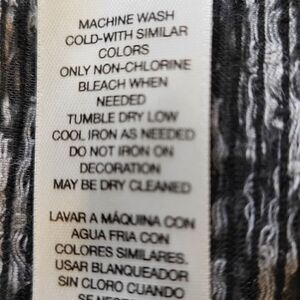 MACHINE WASH
COLD-WITH SIMILAR
COLORS
ONLY NON-CHLORINE
BLEACH WHEN
NEEDED
TUMBLE DRY LOW
COOL IRON AS NEEDED
DO NOT IRON ON
DECORATION
MAY BE DRY CLEANED
LAVAR A MÁQUINA CON
AGUA FRIA CON
COLORES SIMILARES.
USAR BLANQUEADOR
SIN CLORO CUANDO
SE